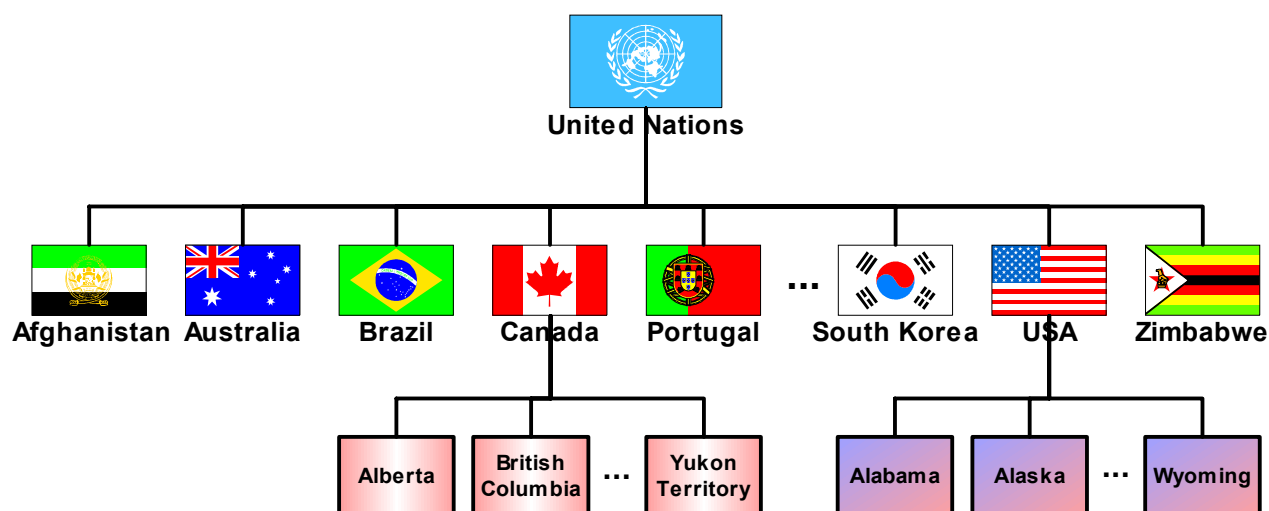 United Nations
...
Afghanistan Australia Brazil Canada Portugal South Korea USA Zimbabwe
Alberta
British
Columbia
...
Yukon
Territory
Alabama
Alaska
...
Wyoming